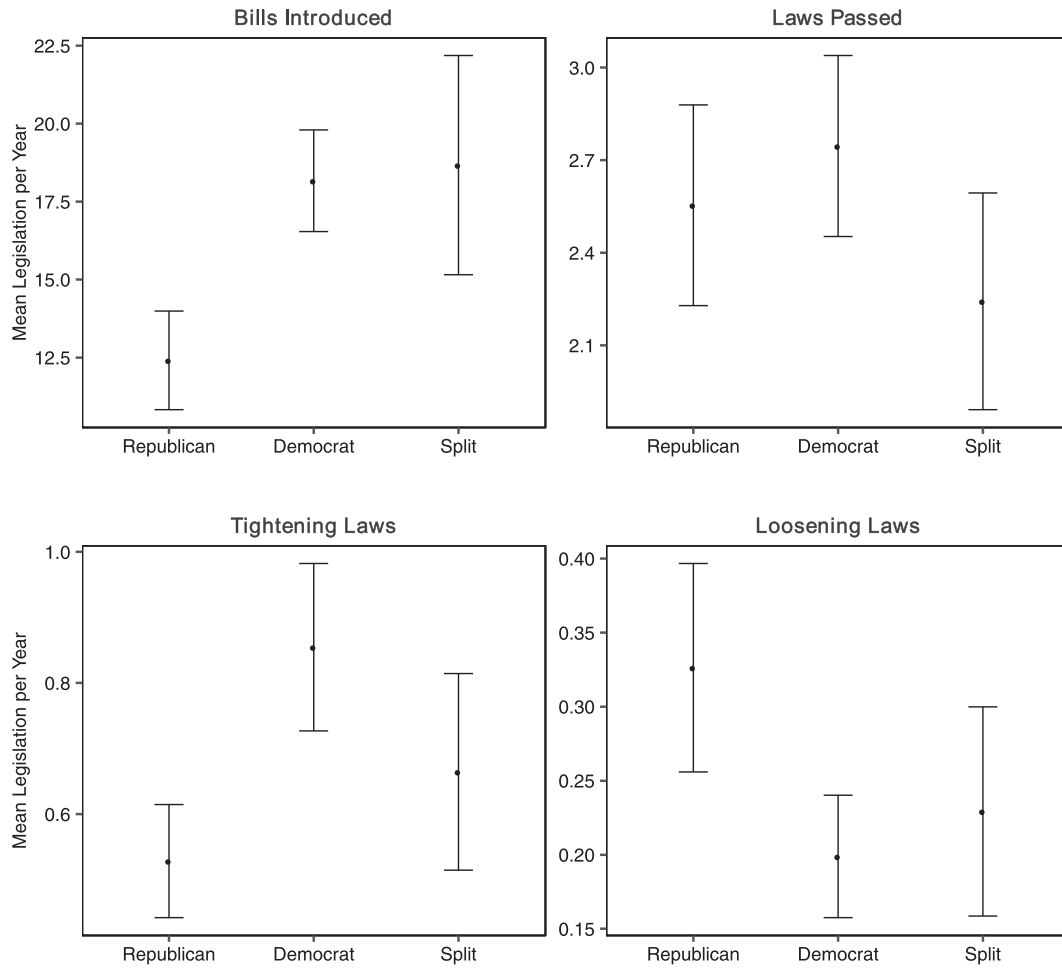 Bills Introduced
Mean Legislation per Year
22.5
20.0
17.5
15.0
12.5
Republican Democrat Split
Laws Passed
3.0
2.7
2.4
2.1
Republican Democrat Split
Tightening Laws
Mean Legislation per Year
1.0
0.8
0.6
Republican Democrat Split
Loosening Laws
0.40
0.35
0.30
0.25
0.20
0.15
Republican Democrat Split